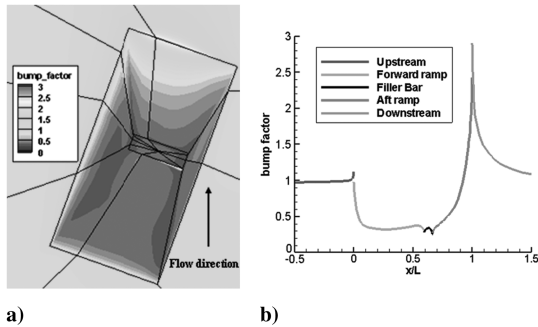 bump_factor
3
2.5
2
1.5
1
0.5
0
Flow direction
a)
bump factor
3
2.5
2
1.5
1
0.5
0
Upstream
Forward ramp
Filler Bar
Aft ramp
Downstream
-0.5 0 0.5 1 1.5
x/L
b)